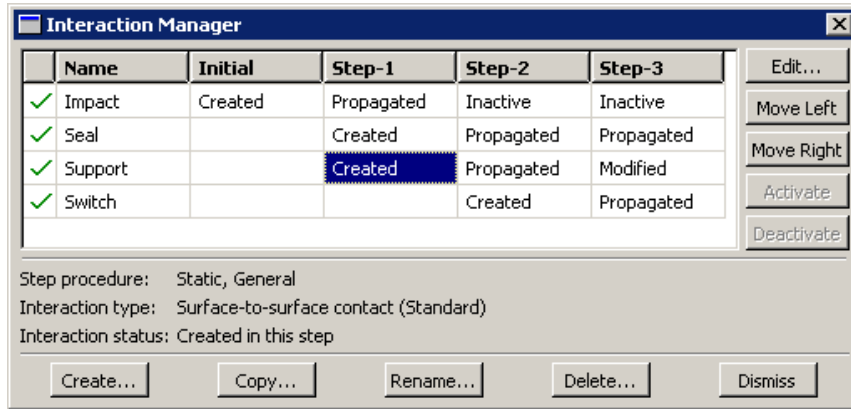 Interaction Manager
Name Initial Step-1 Step-2 Step-3 Edit...
Impact Created Propagated Inactive Inactive Move Left
Seal Created Propagated Propagated Move Right
Support Created Propagated Modified
Switch Created Propagated Activate
Deactivate
Step procedure: Static, General
Interaction type: Surface-to-surface contact (Standard)
Interaction status: Created in this step
Create... Copy... Rename... Delete... Dismiss